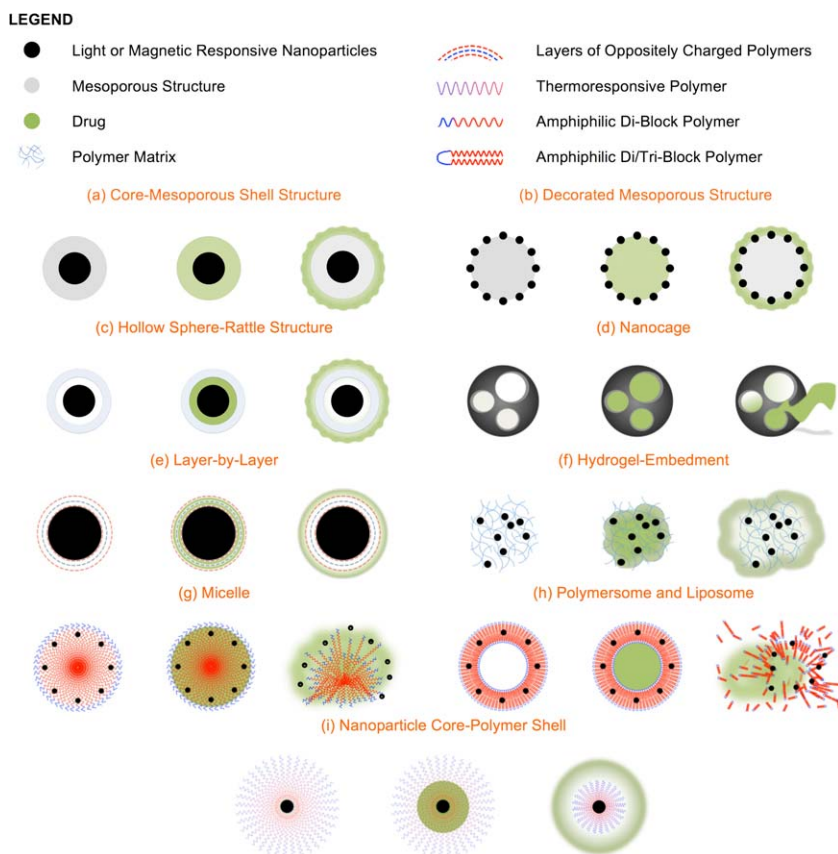 LEGEND
Light or Magnetic Responsive Nanoparticles
Layers of Oppositely Charged Polymers
Mesoporous Structure
Thermoresponsive Polymer
Drug
Amphiphilic Di-Block Polymer
Polymer Matrix
Amphiphilic Di/Tri-Block Polymer
(a) Core-Mesoporous Shell Structure
(b) Decorated Mesoporous Structure
(c) Hollow Sphere-Rattle Structure
(d) Nanocage
(e) Layer-by-Layer
(f) Hydrogel-Embedment
(g) Micelle
(h) Polymersome and Liposome
(i) Nanoparticle Core-Polymer Shell